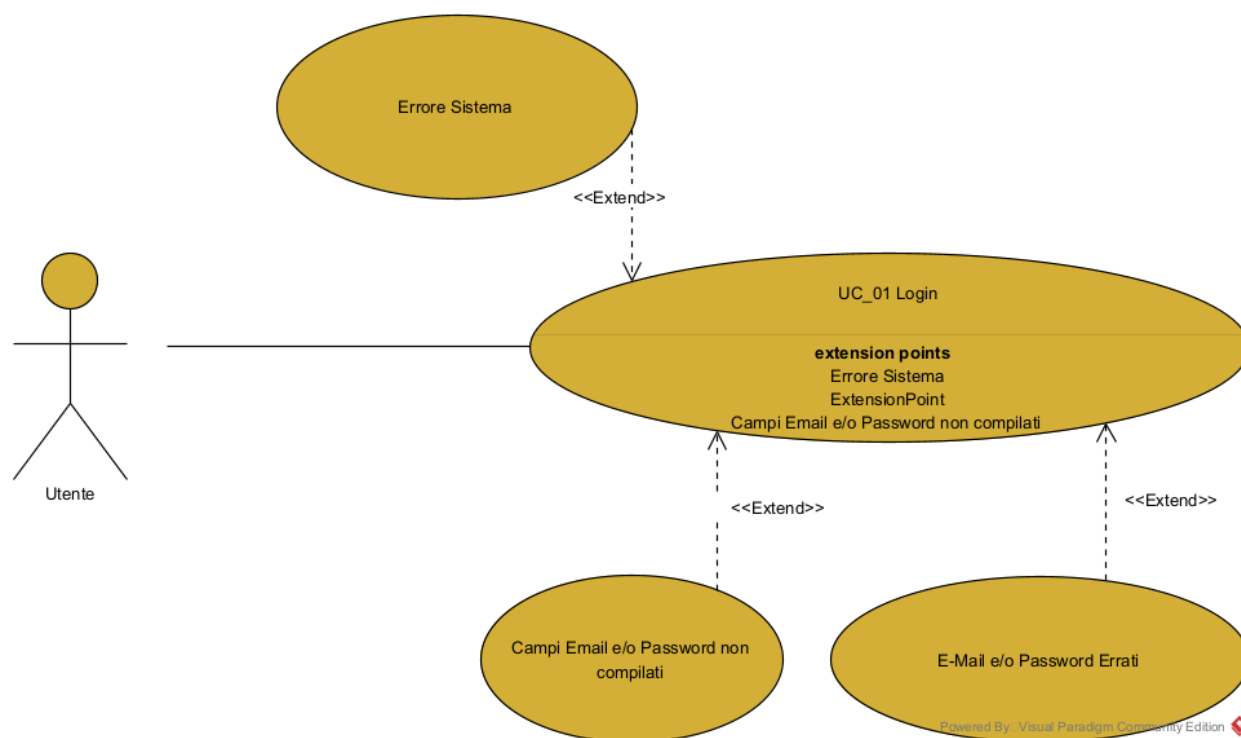 Errore Sistema
<<Extend>>
UC_01 Login
extension points
Errore Sistema
ExtensionPoint
Campi Email e/o Password non compilati
Utente
<<Extend>>
<<Extend>>
Campi Email e/o Password non
compilati
E-Mail e/o Password Errati
Powered By Visual Paradigm Community Edition